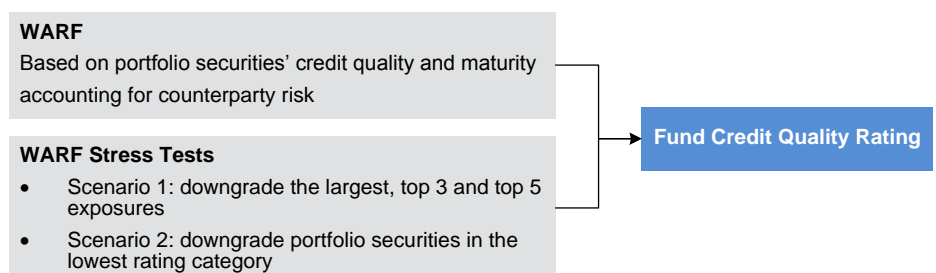 WARF
Based on portfolio securities’ credit quality and maturity
accounting for counterparty risk
Fund Credit Quality Rating
WARF Stress Tests
• Scenario 1: downgrade the largest, top 3 and top 5
exposures
• Scenario 2: downgrade portfolio securities in the
lowest rating category